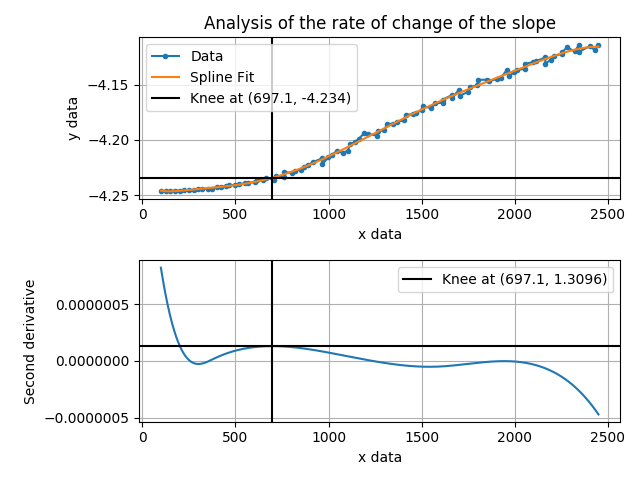 Analysis of the rate of change of the slope
Data
Spline Fit
Knee at (697.1, -4.234)
y data
−4.15
−4.20
−4.25
0
500
1000
1500
2000
2500
x data
Knee at (697.1, 1.3096)
Second derivative
0.0000005
0.0000000
−0.0000005
0
500
1000
1500
2000
2500
x data